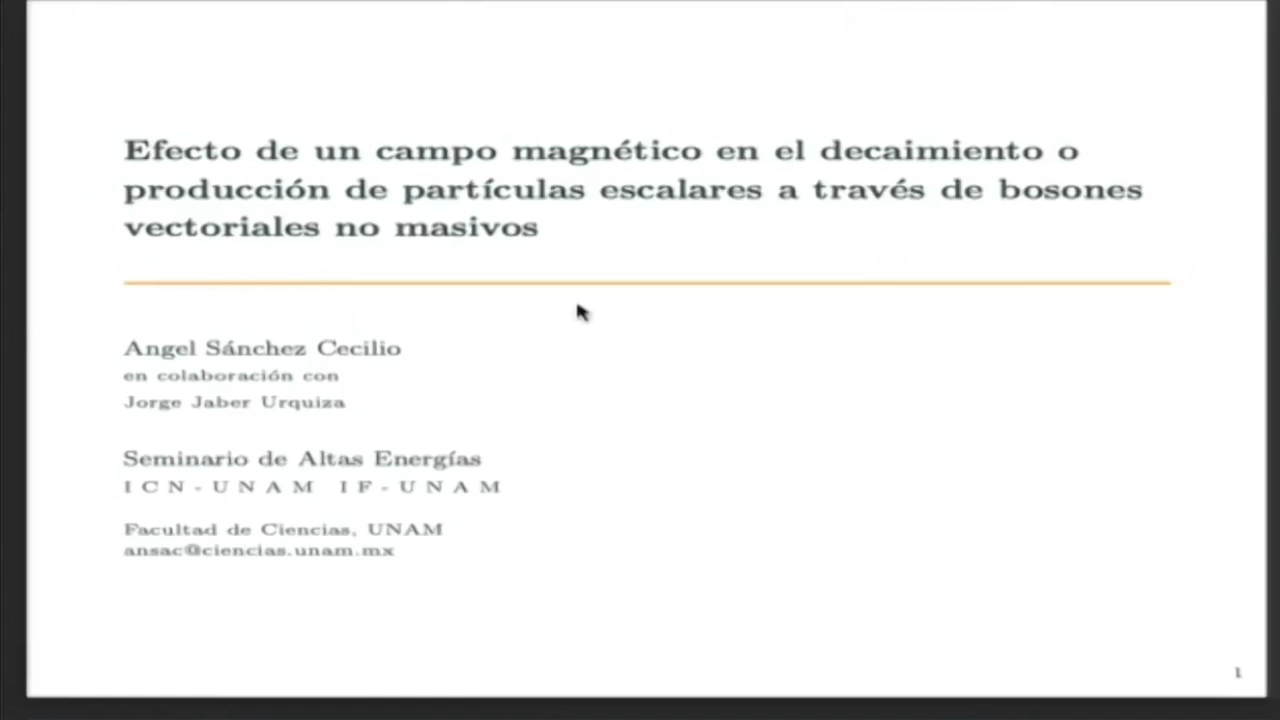 Efecto de un campo magnético en el decaimiento o
producción de partículas escalares a través de bosones
vectoriales no masivos
Angel Sánchez Cecilio
en colaboración con
Jorge Jaber Urquiza
Seminario de Altas Energías
ICN-UNAM IF-UNAM
Facultad de Ciencias, UNAM
ansac@ciencias.unam.mx
1